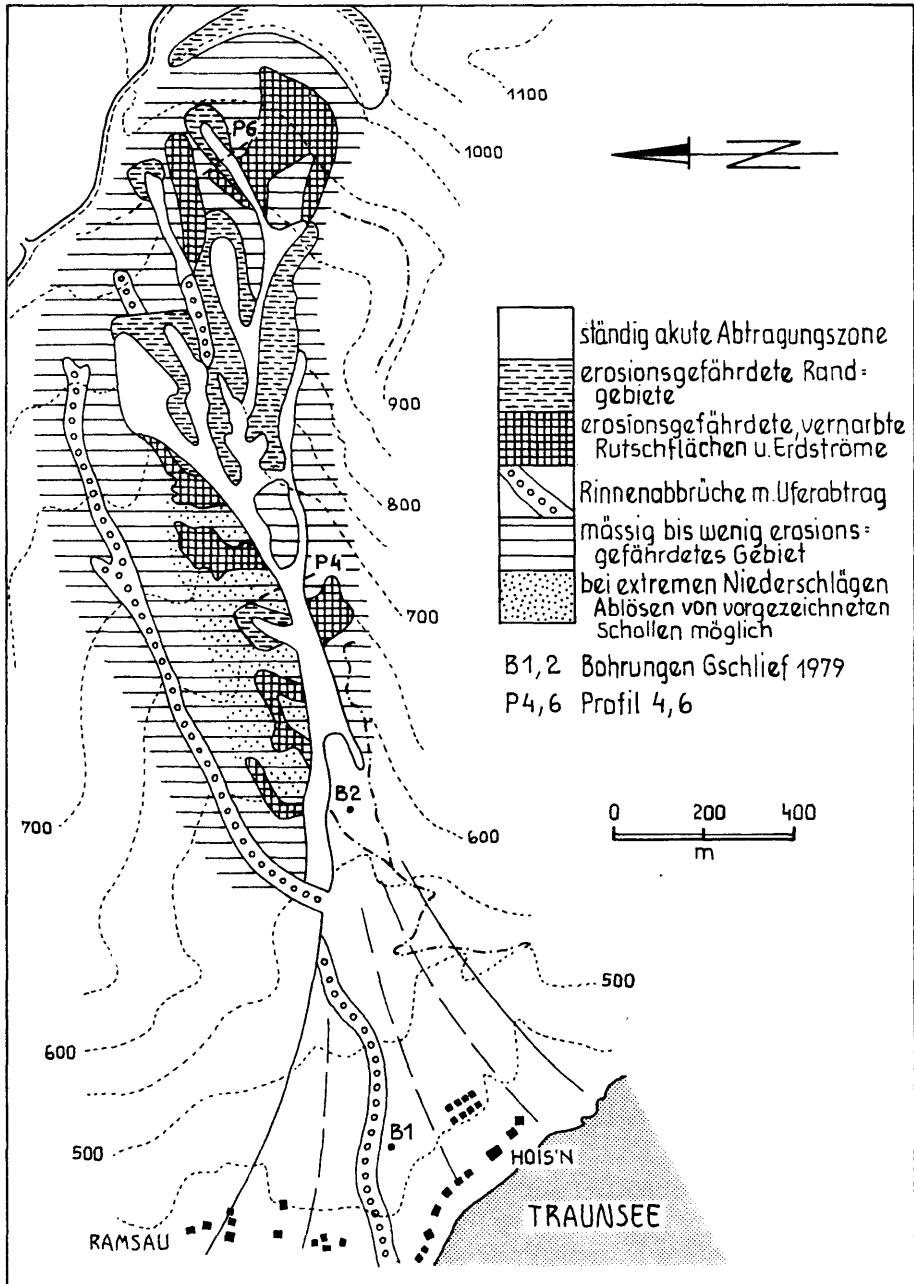 1100
P6
1000
N
ständig akute Abtragungszone
erosionsgefährdete Rand=
gebiete
erosionsgefährdete, vernarbte
Rutschflächen u. Erdströme
Rinnenabbrüche m. Uferabtrag
mässig bis wenig erosions=
gefährdetes Gebiet
bei extremen Niederschlägen
Ablösen von vorgezeichneten
Schollen möglich
B1,2 Bohrungen Gschlief 1979
P4,6 Profil 4,6
900
800
P4
700
B2
700
600
0 200 400
m
500
600
500
B1
HOIS'N
RAMSAU
TRAUNSEE